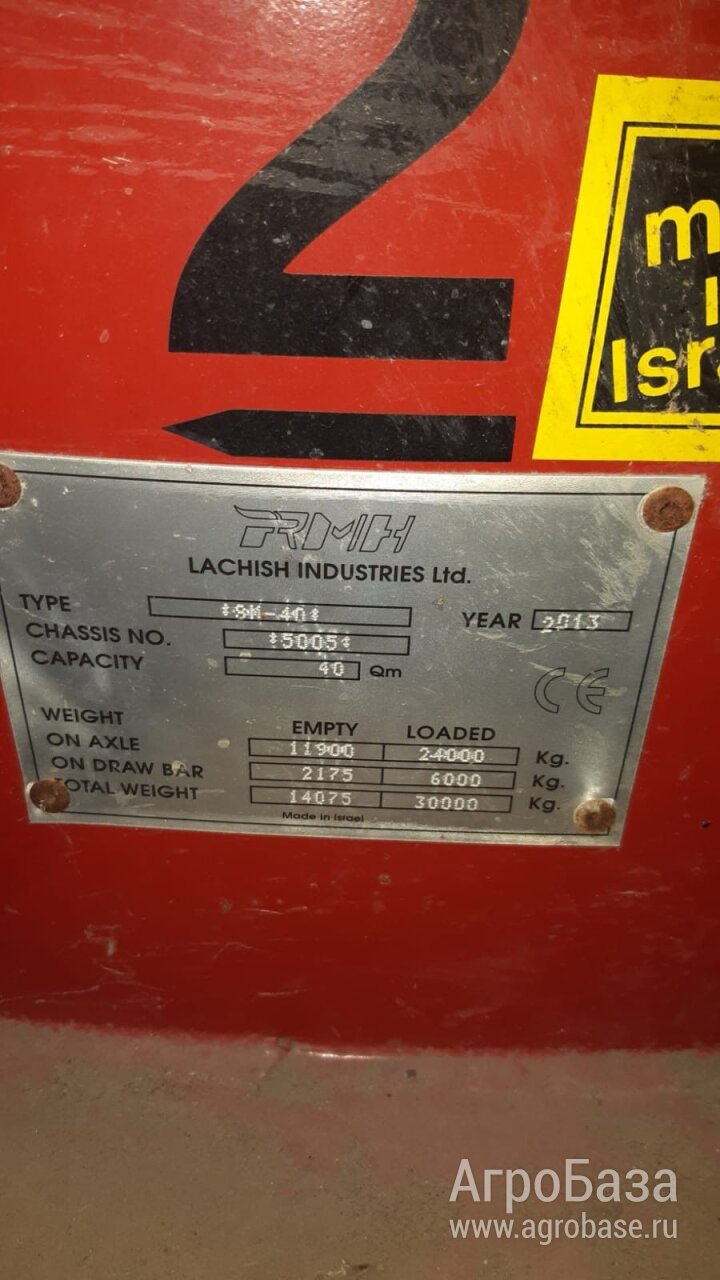 2
m
Isr
RMH
LACHISH INDUSTRIES Ltd.
TYPE *SM-40* YEAR 2013
CHASSIS NO. *5005*
CAPACITY 40 Qm
CE
WEIGHT EMPTY LOADED
ON AXLE 11900 24000 Kg.
ON DRAW BAR 2175 6000 Kg.
TOTAL WEIGHT 14075 30000 Kg.
Made in Israel
АгроБаза
www.agrobase.ru